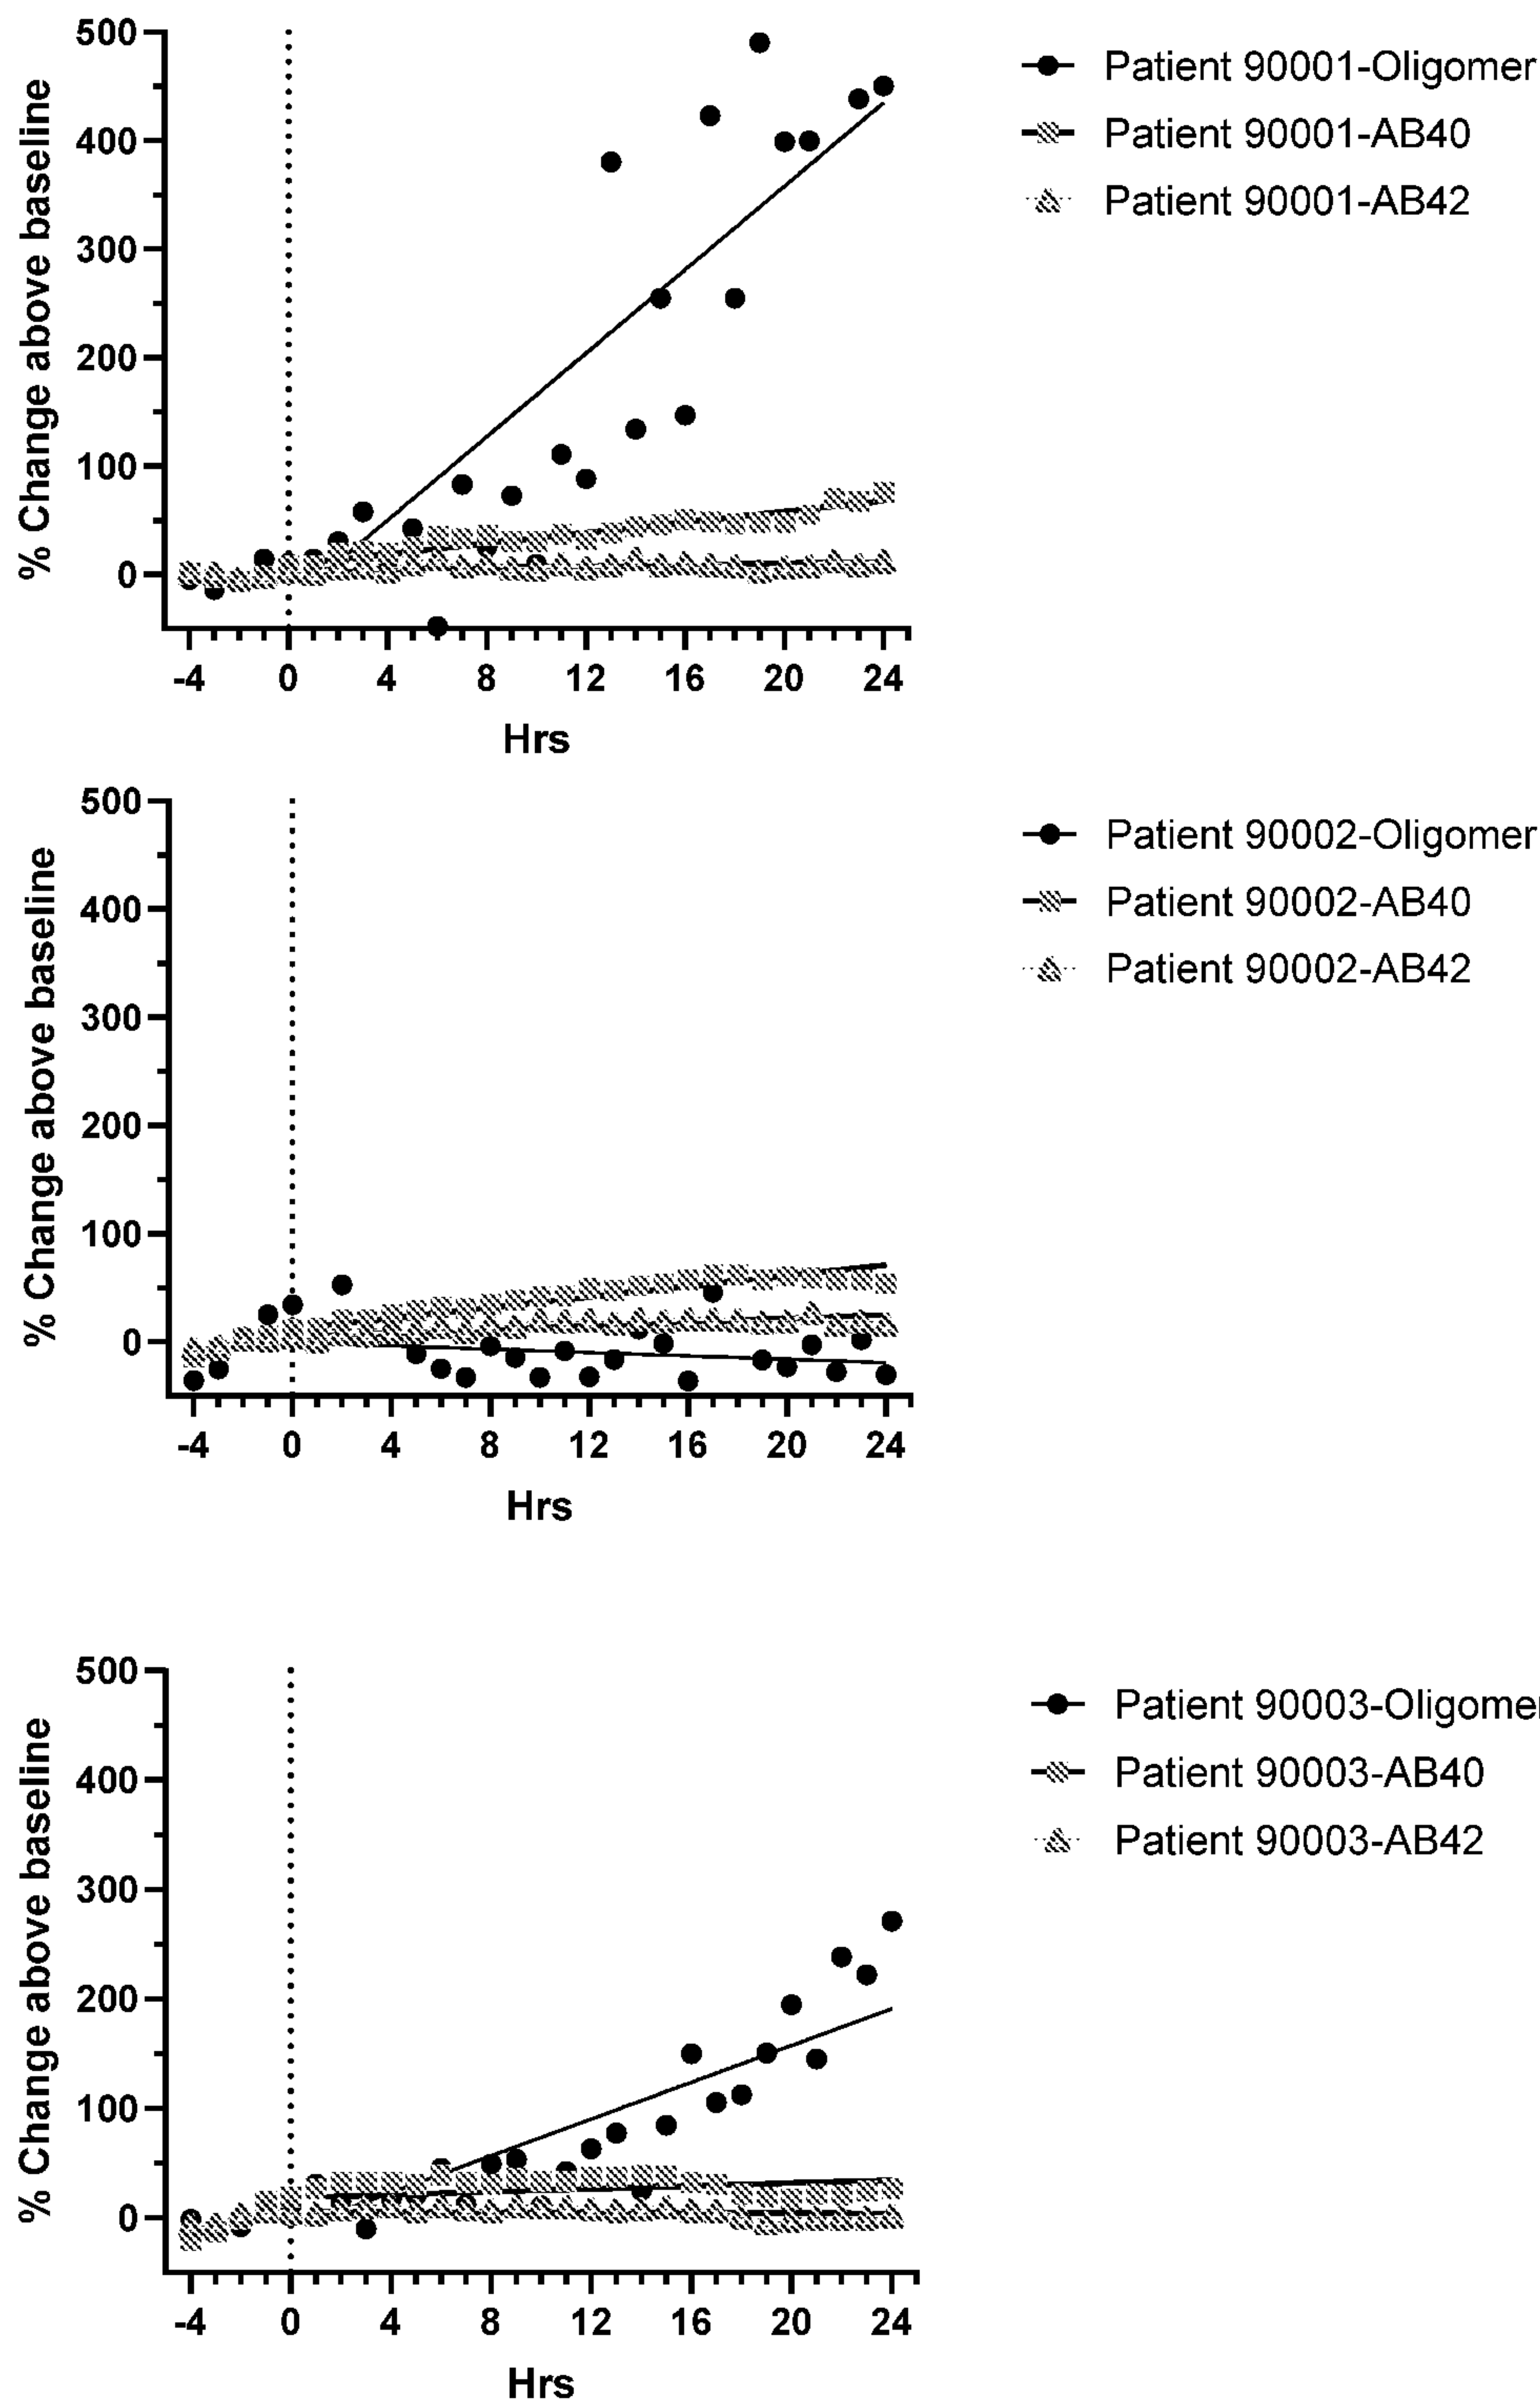 % Change above baseline
500
400
300
200
100
0
-4 0 4 8 12 16 20 24
Hrs
Patient 90001-Oligomer
Patient 90001-AB40
Patient 90001-AB42
% Change above baseline
500
400
300
200
100
0
-4 0 4 8 12 16 20 24
Hrs
Patient 90002-Oligomer
Patient 90002-AB40
Patient 90002-AB42
% Change above baseline
500
400
300
200
100
0
-4 0 4 8 12 16 20 24
Hrs
Patient 90003-Oligomer
Patient 90003-AB40
Patient 90003-AB42